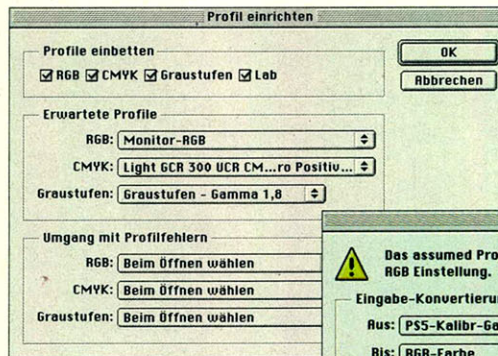 Profil einrichten
Profile einbetten
RGB CMYK Graustufen Lab
OK
Abbrechen
Erwartete Profile
RGB: Monitor-RGB
CMYK: Light GCR 300 UCR CM...ro Positiv...
Graustufen: Graustufen - Gamma 1,8
Umgang mit Profilfehlern
RGB: Beim Öffnen wählen
CMYK: Beim Öffnen wählen
Graustufen: Beim Öffnen wählen
Das assumed Pro
RGB Einstellung.
Eingabe-Konvertierun
Aus: PS5-Kalibr-Ga
Bis: RGB-Farbe